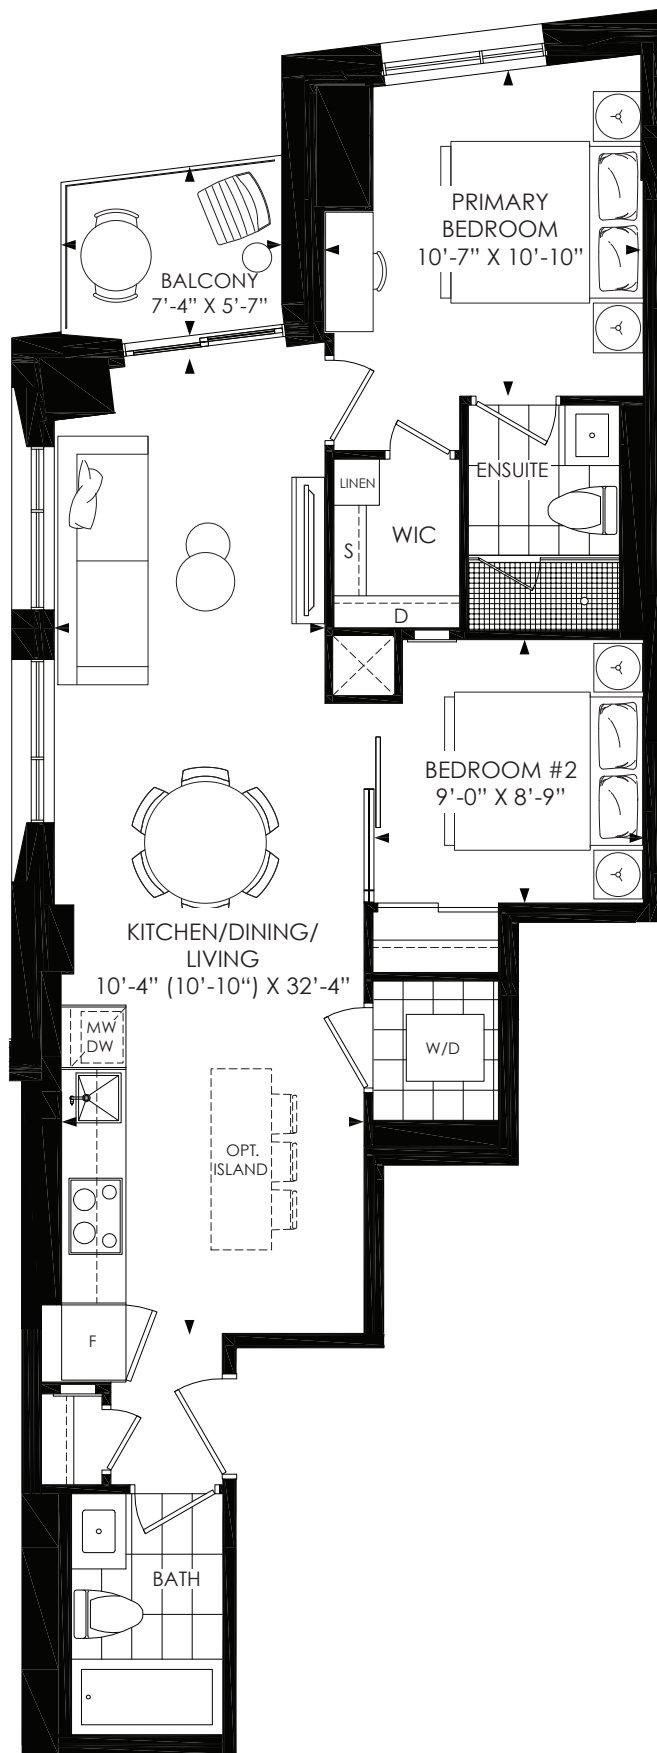 PRIMARY
BEDROOM
10'-7" X 10'-10"
BALCONY
7'-4" X 5'-7"
ENSUITE
LINEN
WIC
S
D
BEDROOM #2
9'-0" X 8'-9"
KITCHEN/DINING/
LIVING
10'-4" (10'-10") X 32'-4"
MW
DW
W/D
OPT.
ISLAND
F
BATH